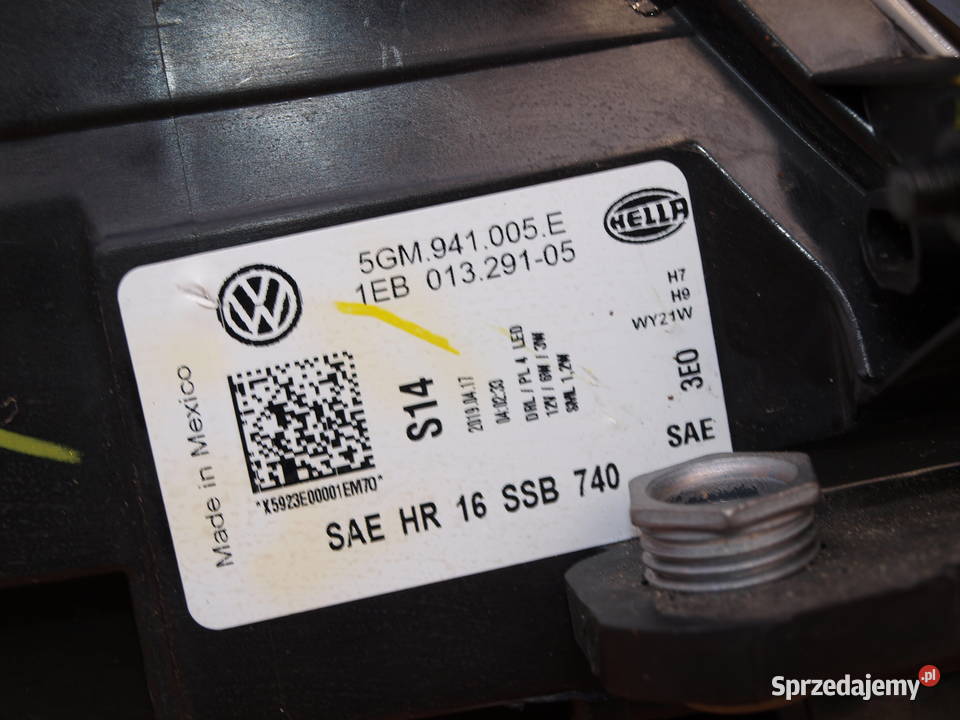 5GM.941.005.E
1EB 013.291-05
HELLA
H7
H9
WY21W
Made in Mexico
*X5923E00001EM70*
S14
2019.04.17
04:02:33
DRL / PL 4 LED
12V / 6W / 3W
SML 1.2W
3E0
SAE
SAE HR 16 SSB 740
Sprzedajemy.pl